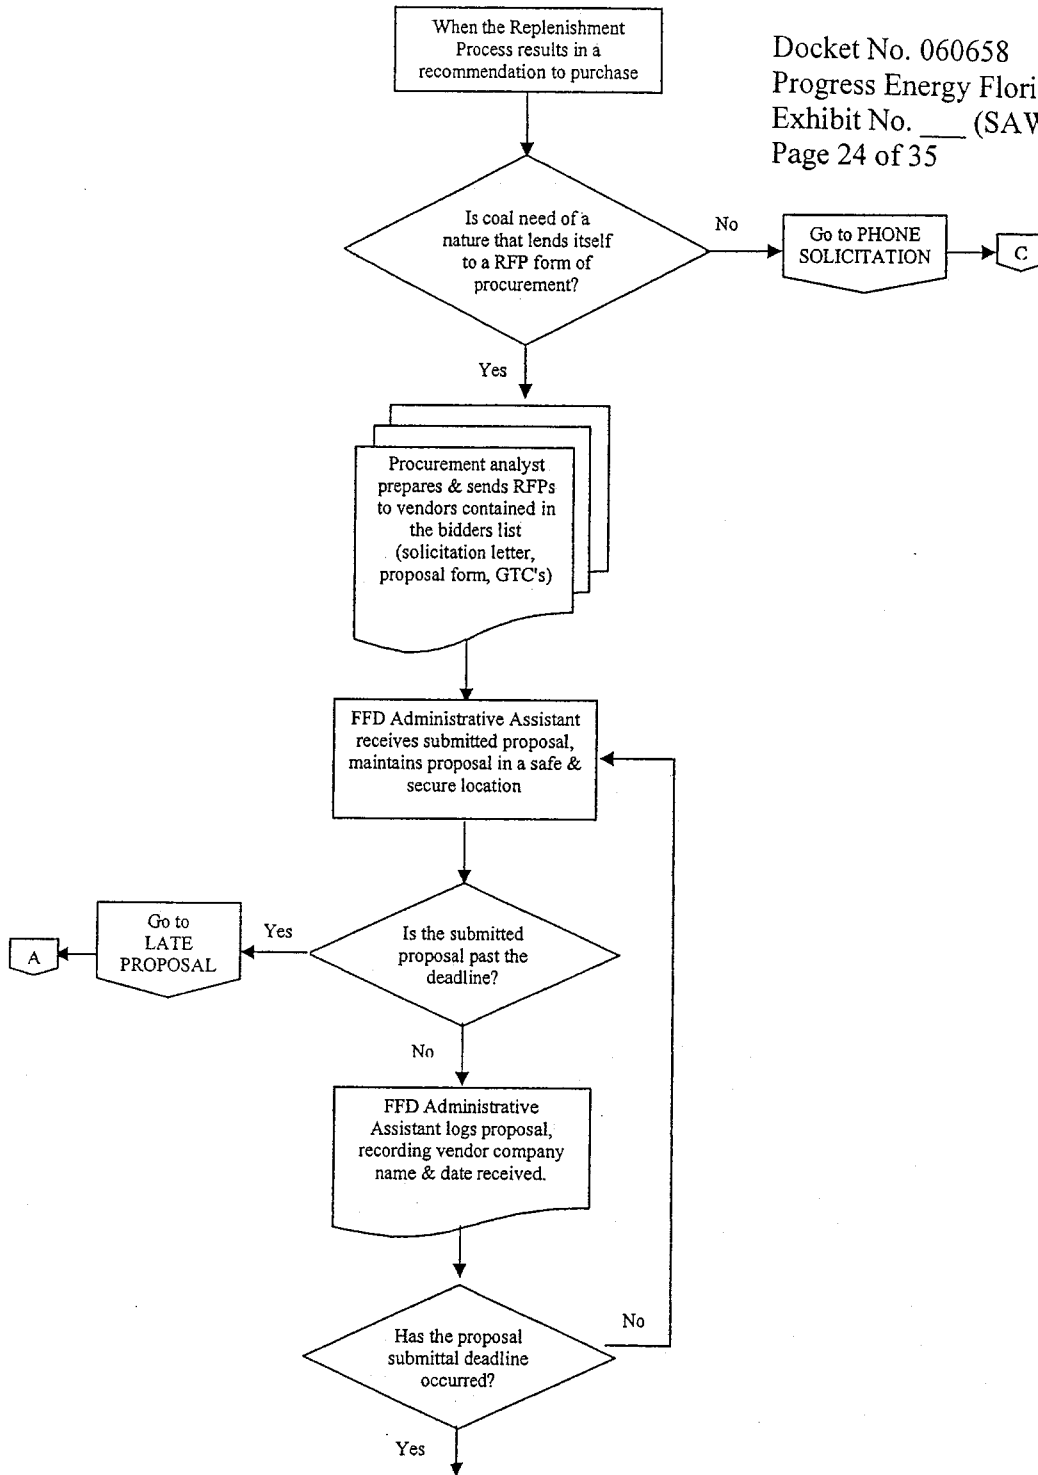 When the Replenishment
Process results in a
recommendation to purchase
Docket No. 060658
Progress Energy Flori
Exhibit No. ___ (SAW
Page 24 of 35
Is coal need of a
nature that lends itself
to a RFP form of
procurement?
No
Go to PHONE
SOLICITATION
C
Yes
Procurement analyst
prepares & sends RFPs
to vendors contained in
the bidders list
(solicitation letter,
proposal form, GTC's)
FFD Administrative Assistant
receives submitted proposal,
maintains proposal in a safe &
secure location
Is the submitted
proposal past the
deadline?
Yes
Go to
LATE
PROPOSAL
A
No
FFD Administrative
Assistant logs proposal,
recording vendor company
name & date received.
Has the proposal
submittal deadline
occurred?
No
Yes